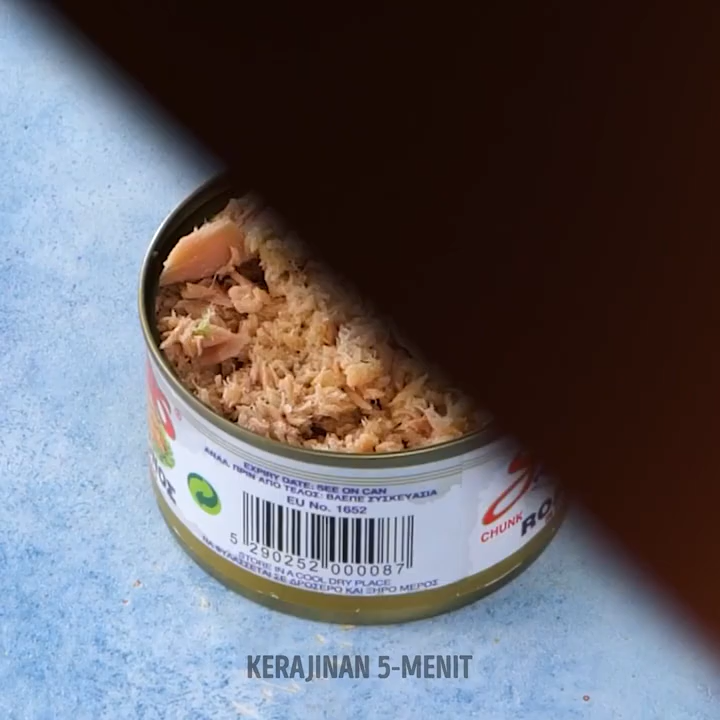 EXPIRY DATE: SEE ON CAN
ΑΝΑΛ. ΠΡΙΝ ΑΠΟ ΤΕΛΟΣ: ΒΛΕΠΕ ΣΥΣΚΕΥΑΣΙΑ
EU No. 1652
5 290252 000087
STORE IN A COOL DRY PLACE
ΝΑ ΦΥΛΑΣΣΕΤΑΙ ΣΕ ΔΡΟΣΕΡΟ ΚΑΙ ΞΗΡΟ ΜΕΡΟΣ
CHUNK
KERAJINAN 5-MENIT